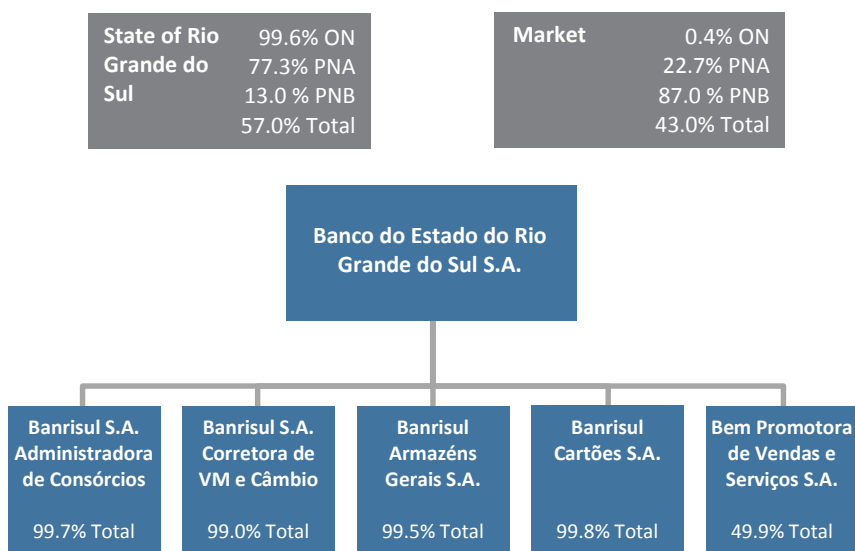 State of Rio 99.6% ON
Grande do 77.3% PNA
Sul 13.0 % PNB
57.0% Total
Market 0.4% ON
22.7% PNA
87.0 % PNB
43.0% Total
Banco do Estado do Rio
Grande do Sul S.A.
Banrisul S.A.
Administradora
de Consórcios
99.7% Total
Banrisul S.A.
Corretora de
VM e Câmbio
99.0% Total
Banrisul
Armazéns
Gerais S.A.
99.5% Total
Banrisul
Cartões S.A.
99.8% Total
Bem Promotora
de Vendas e
Serviços S.A.
49.9% Total